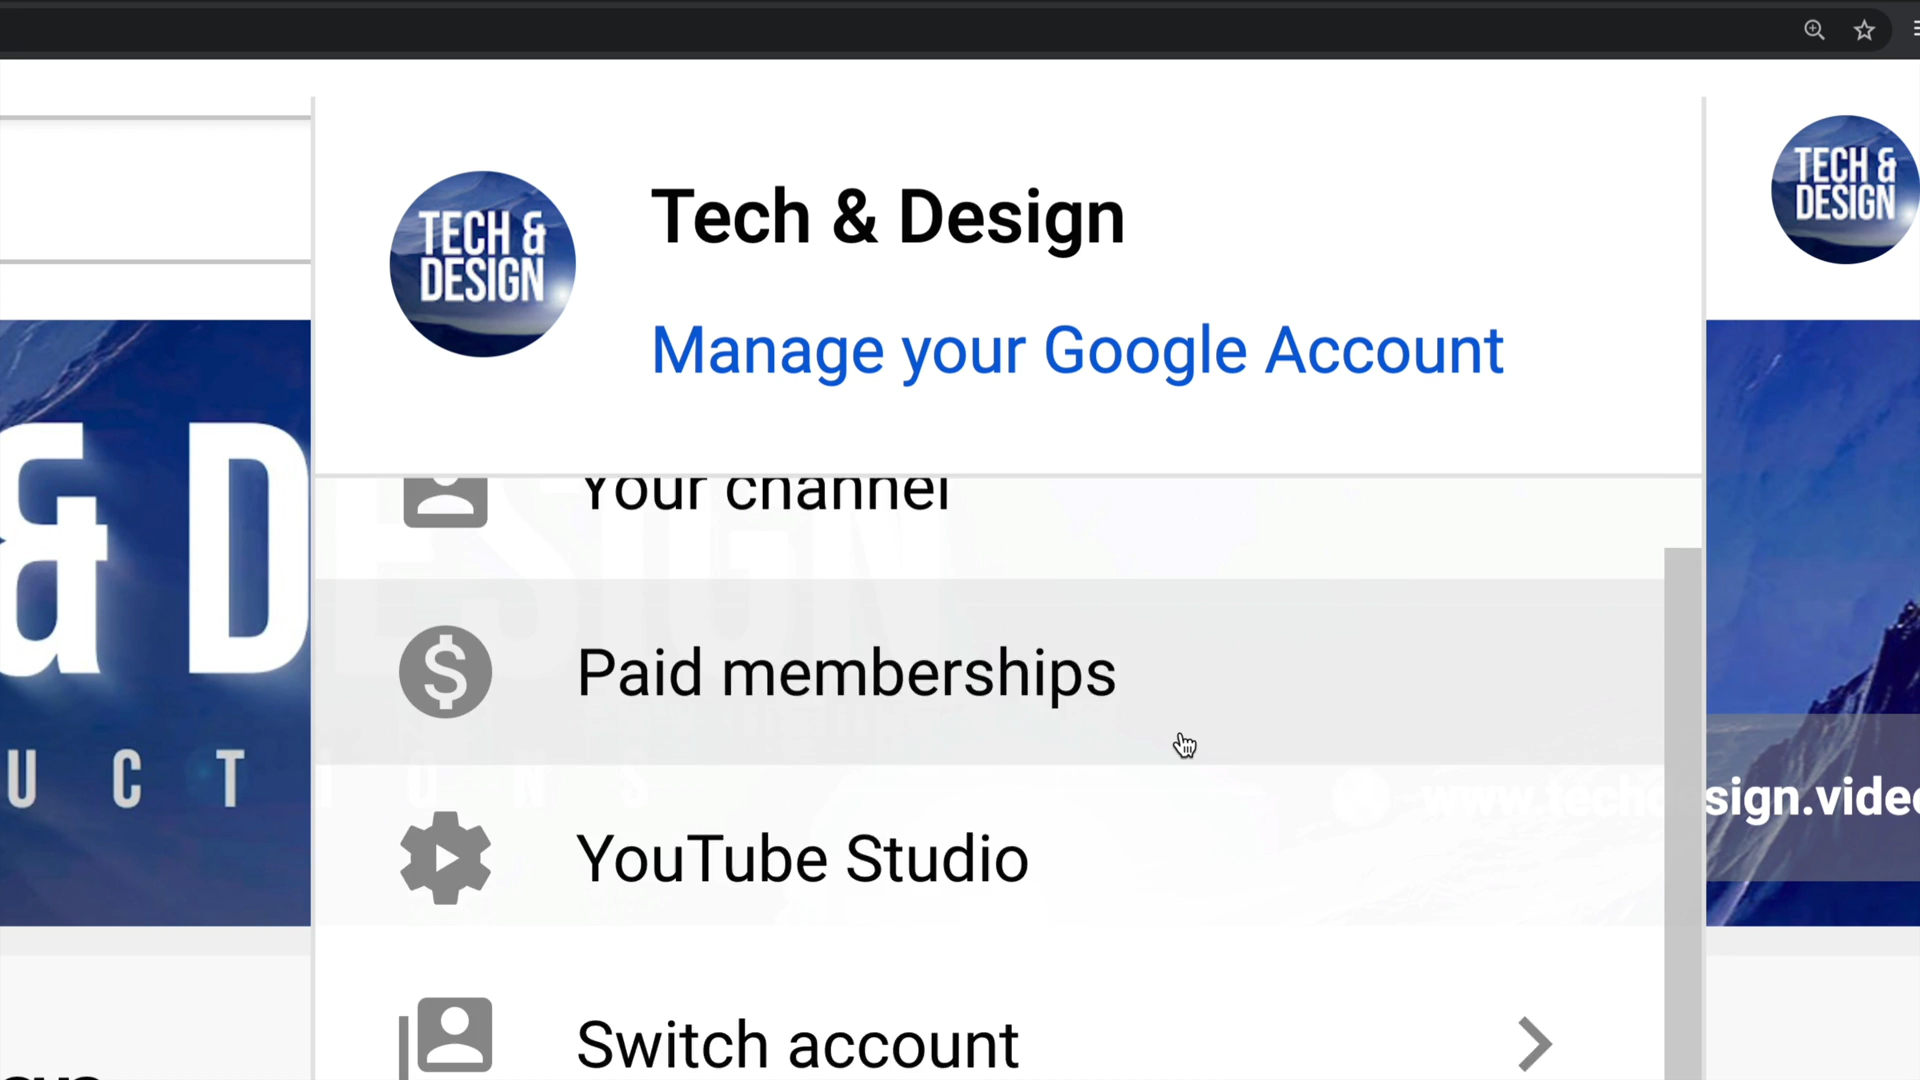 TECH &
DESIGN
Tech & Design
Manage your Google Account
TECH &
DESIGN
& D
Your channel
Paid memberships
U C T
sign.video
YouTube Studio
Switch account